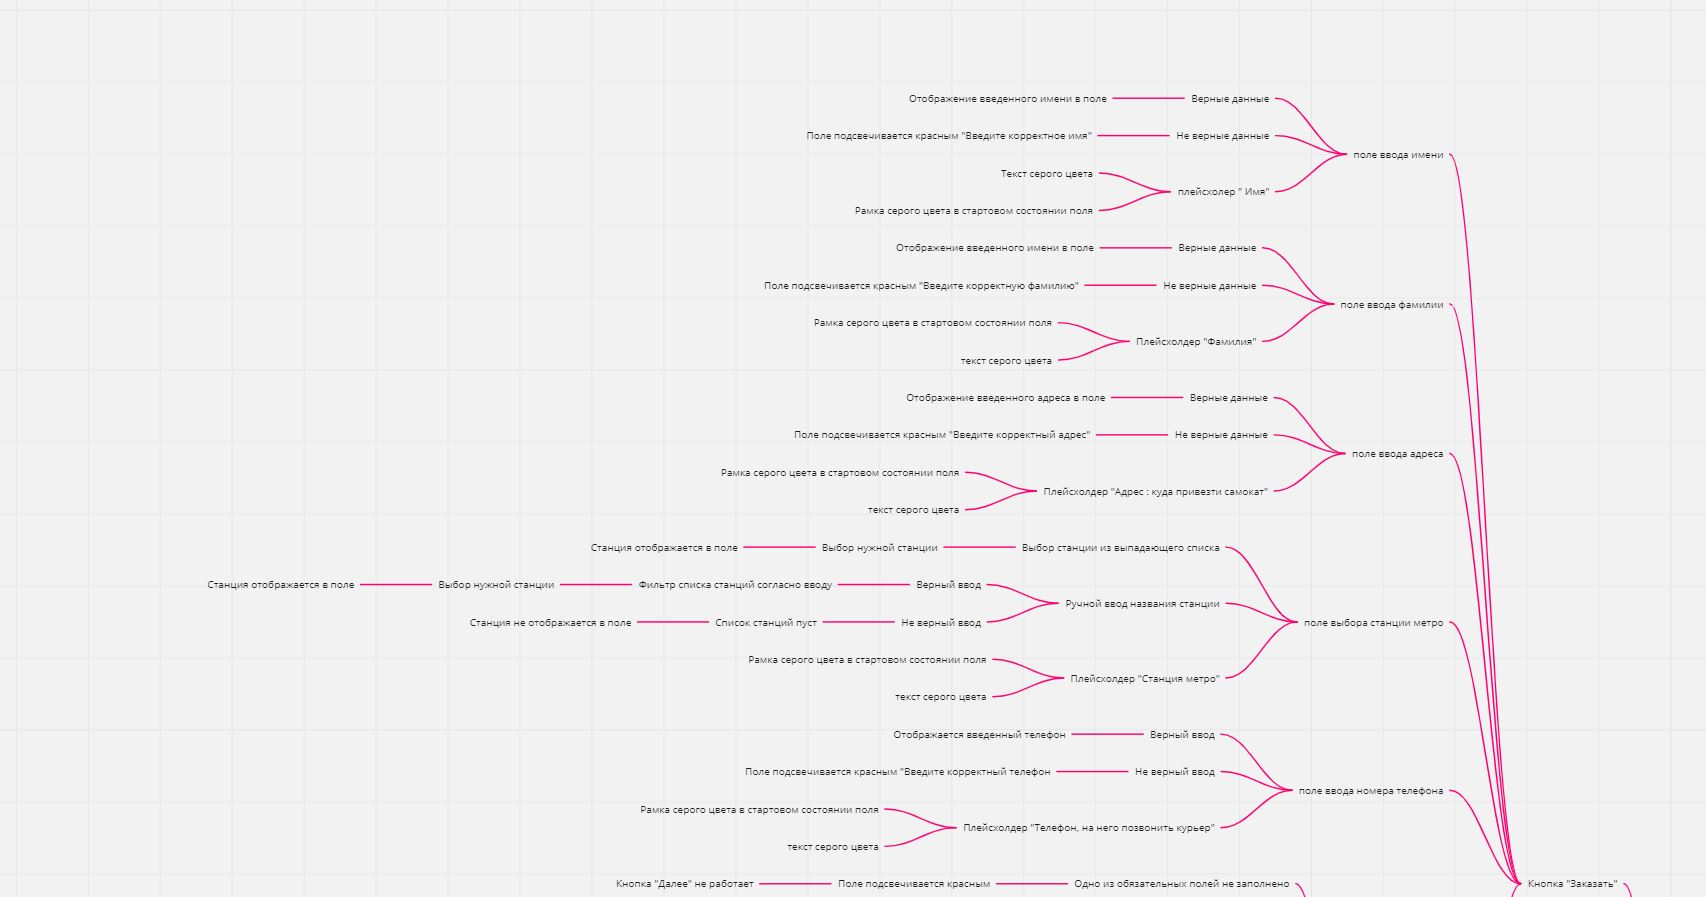 Отображение введенного имени в поле Верные данные
Поле подсвечивается красным "Введите корректное имя" Не верные данные
поле ввода имени
Текст серого цвета
плейсхолер " Имя"
Рамка серого цвета в стартовом состоянии поля
Отображение введенного имени в поле Верные данные
Поле подсвечивается красным "Введите корректную фамилию" Не верные данные
поле ввода фамилии
Рамка серого цвета в стартовом состоянии поля
Плейсхолдер "Фамилия"
текст серого цвета
Отображение введенного адреса в поле Верные данные
Поле подсвечивается красным "Введите корректный адрес" Не верные данные
поле ввода адреса
Рамка серого цвета в стартовом состоянии поля
Плейсхолдер "Адрес : куда привезти самокат"
текст серого цвета
Станция отображается в поле Выбор нужной станции Выбор станции из выпадающего списка
Станция отображается в поле Выбор нужной станции Фильтр списка станций согласно вводу Верный ввод
Ручной ввод названия станции
Станция не отображается в поле Список станций пуст Не верный ввод поле выбора станции метро
Рамка серого цвета в стартовом состоянии поля
Плейсхолдер "Станция метро"
текст серого цвета
Отображается введенный телефон Верный ввод
Поле подсвечивается красным "Введите корректный телефон Не верный ввод
поле ввода номера телефона
Рамка серого цвета в стартовом состоянии поля
Плейсхолдер "Телефон, на него позвонить курьер"
текст серого цвета
Кнопка "Далее" не работает Поле подсвечивается красным Одно из обязательных полей не заполнено Кнопка "Заказать"